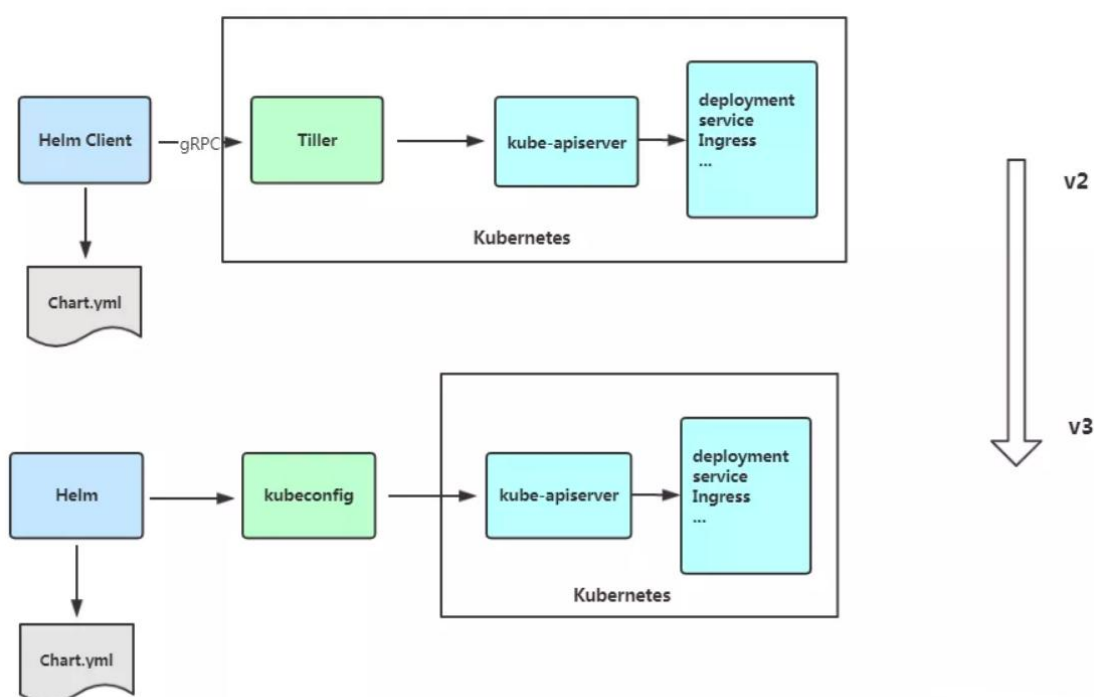 Helm Client
gRPC
Tiller
kube-apiserver
deployment
service
Ingress
...
Kubernetes
Chart.yml
v2
v3
Helm
kubeconfig
kube-apiserver
deployment
service
Ingress
...
Kubernetes
Chart.yml